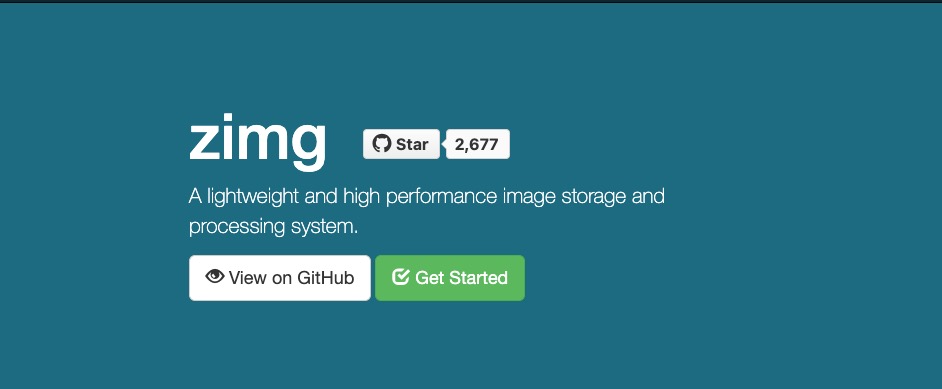 zimg
Star 2,677
A lightweight and high performance image storage and
processing system.
View on GitHub Get Started